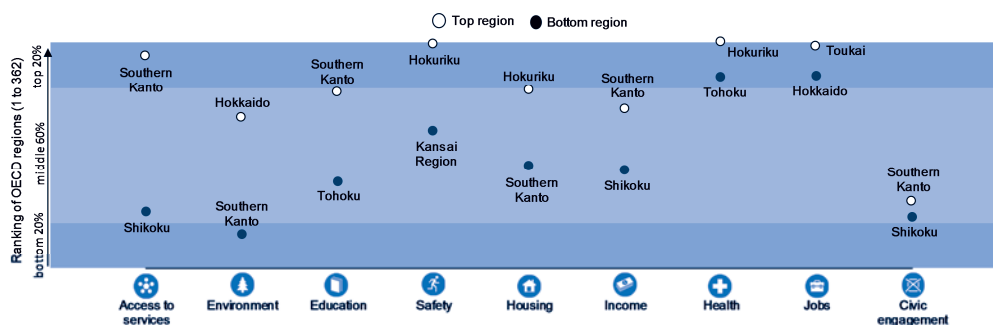 Top region
Bottom region
Ranking of OECD regions (1 to 362)
top 20%
middle 60%
bottom 20%
Southern
Kanto
Shikoku
Hokkaido
Southern
Kanto
Southern
Kanto
Tohoku
Hokuriku
Kansai
Region
Hokuriku
Southern
Kanto
Southern
Kanto
Shikoku
Hokuriku
Tohoku
Toukai
Hokkaido
Southern
Kanto
Shikoku
Access to
services
Environment
Education
Safety
Housing
Income
Health
Jobs
Civic
engagement